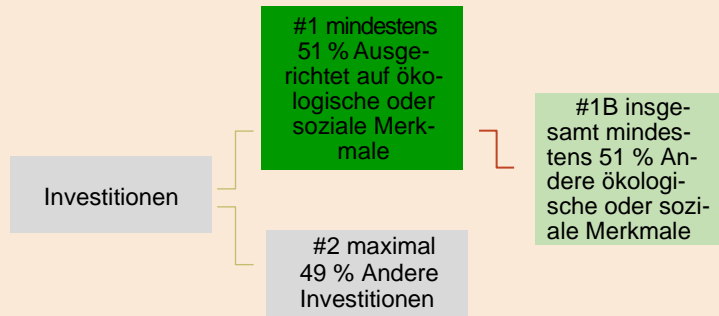 #1 mindestens
51 % Ausge-
richtet auf öko-
logische oder
soziale Merk-
male
#1B insge-
samt mindes-
tens 51 % An-
dere ökologi-
sche oder sozi-
ale Merkmale
Investitionen
#2 maximal
49 % Andere
Investitionen